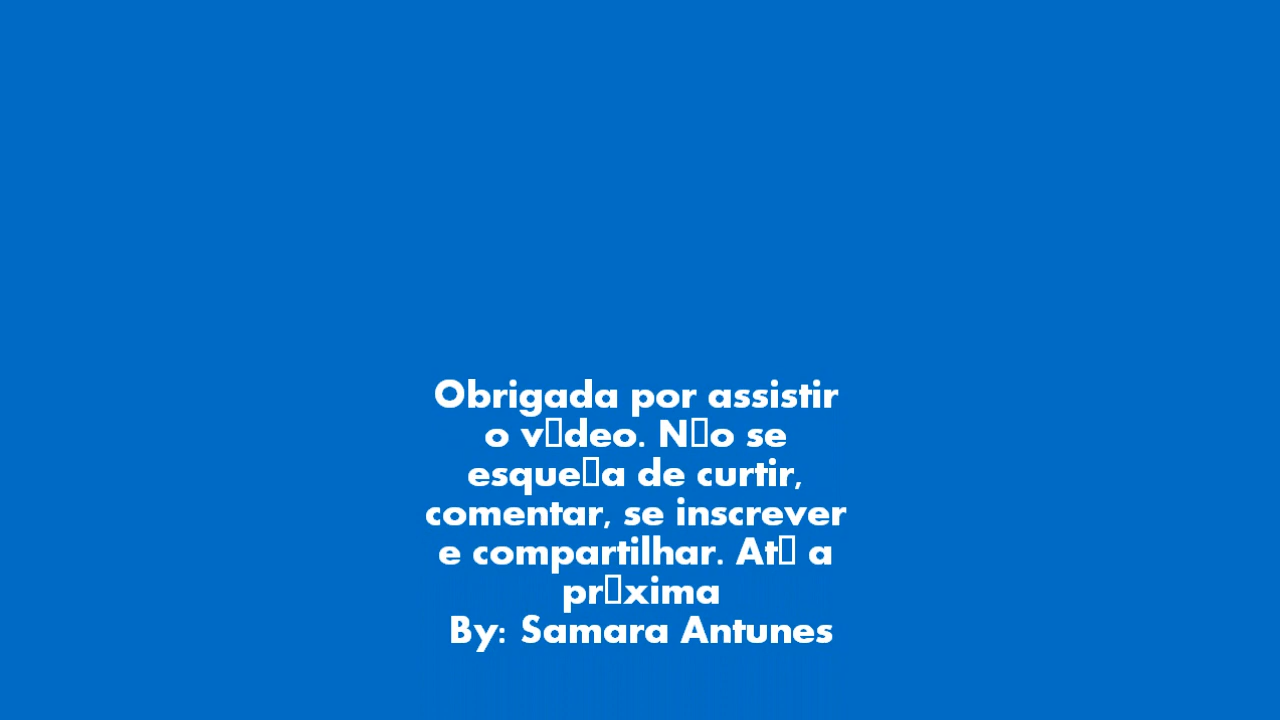 Obrigada por assistir
o v▯deo. N▯o se
esque▯a de curtir,
comentar, se inscrever
e compartilhar. At▯ a
pr▯xima
By: Samara Antunes